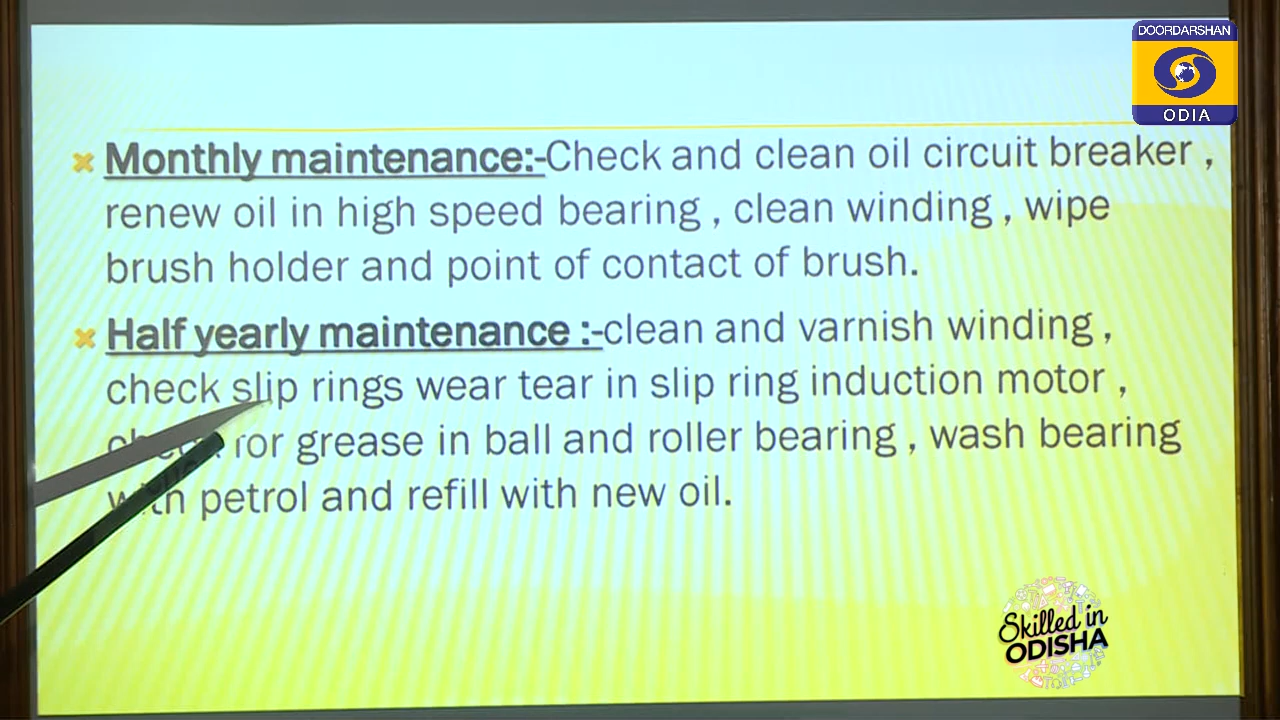 DOORDARSHAN
ODIA
Monthly maintenance:-Check and clean oil circuit breaker ,
renew oil in high speed bearing , clean winding , wipe
brush holder and point of contact of brush.
Half yearly maintenance :-clean and varnish winding ,
check slip rings wear tear in slip ring induction motor ,
grease in ball and roller bearing , wash bearing
petrol and refill with new oil.
Skilled in
ODISHA